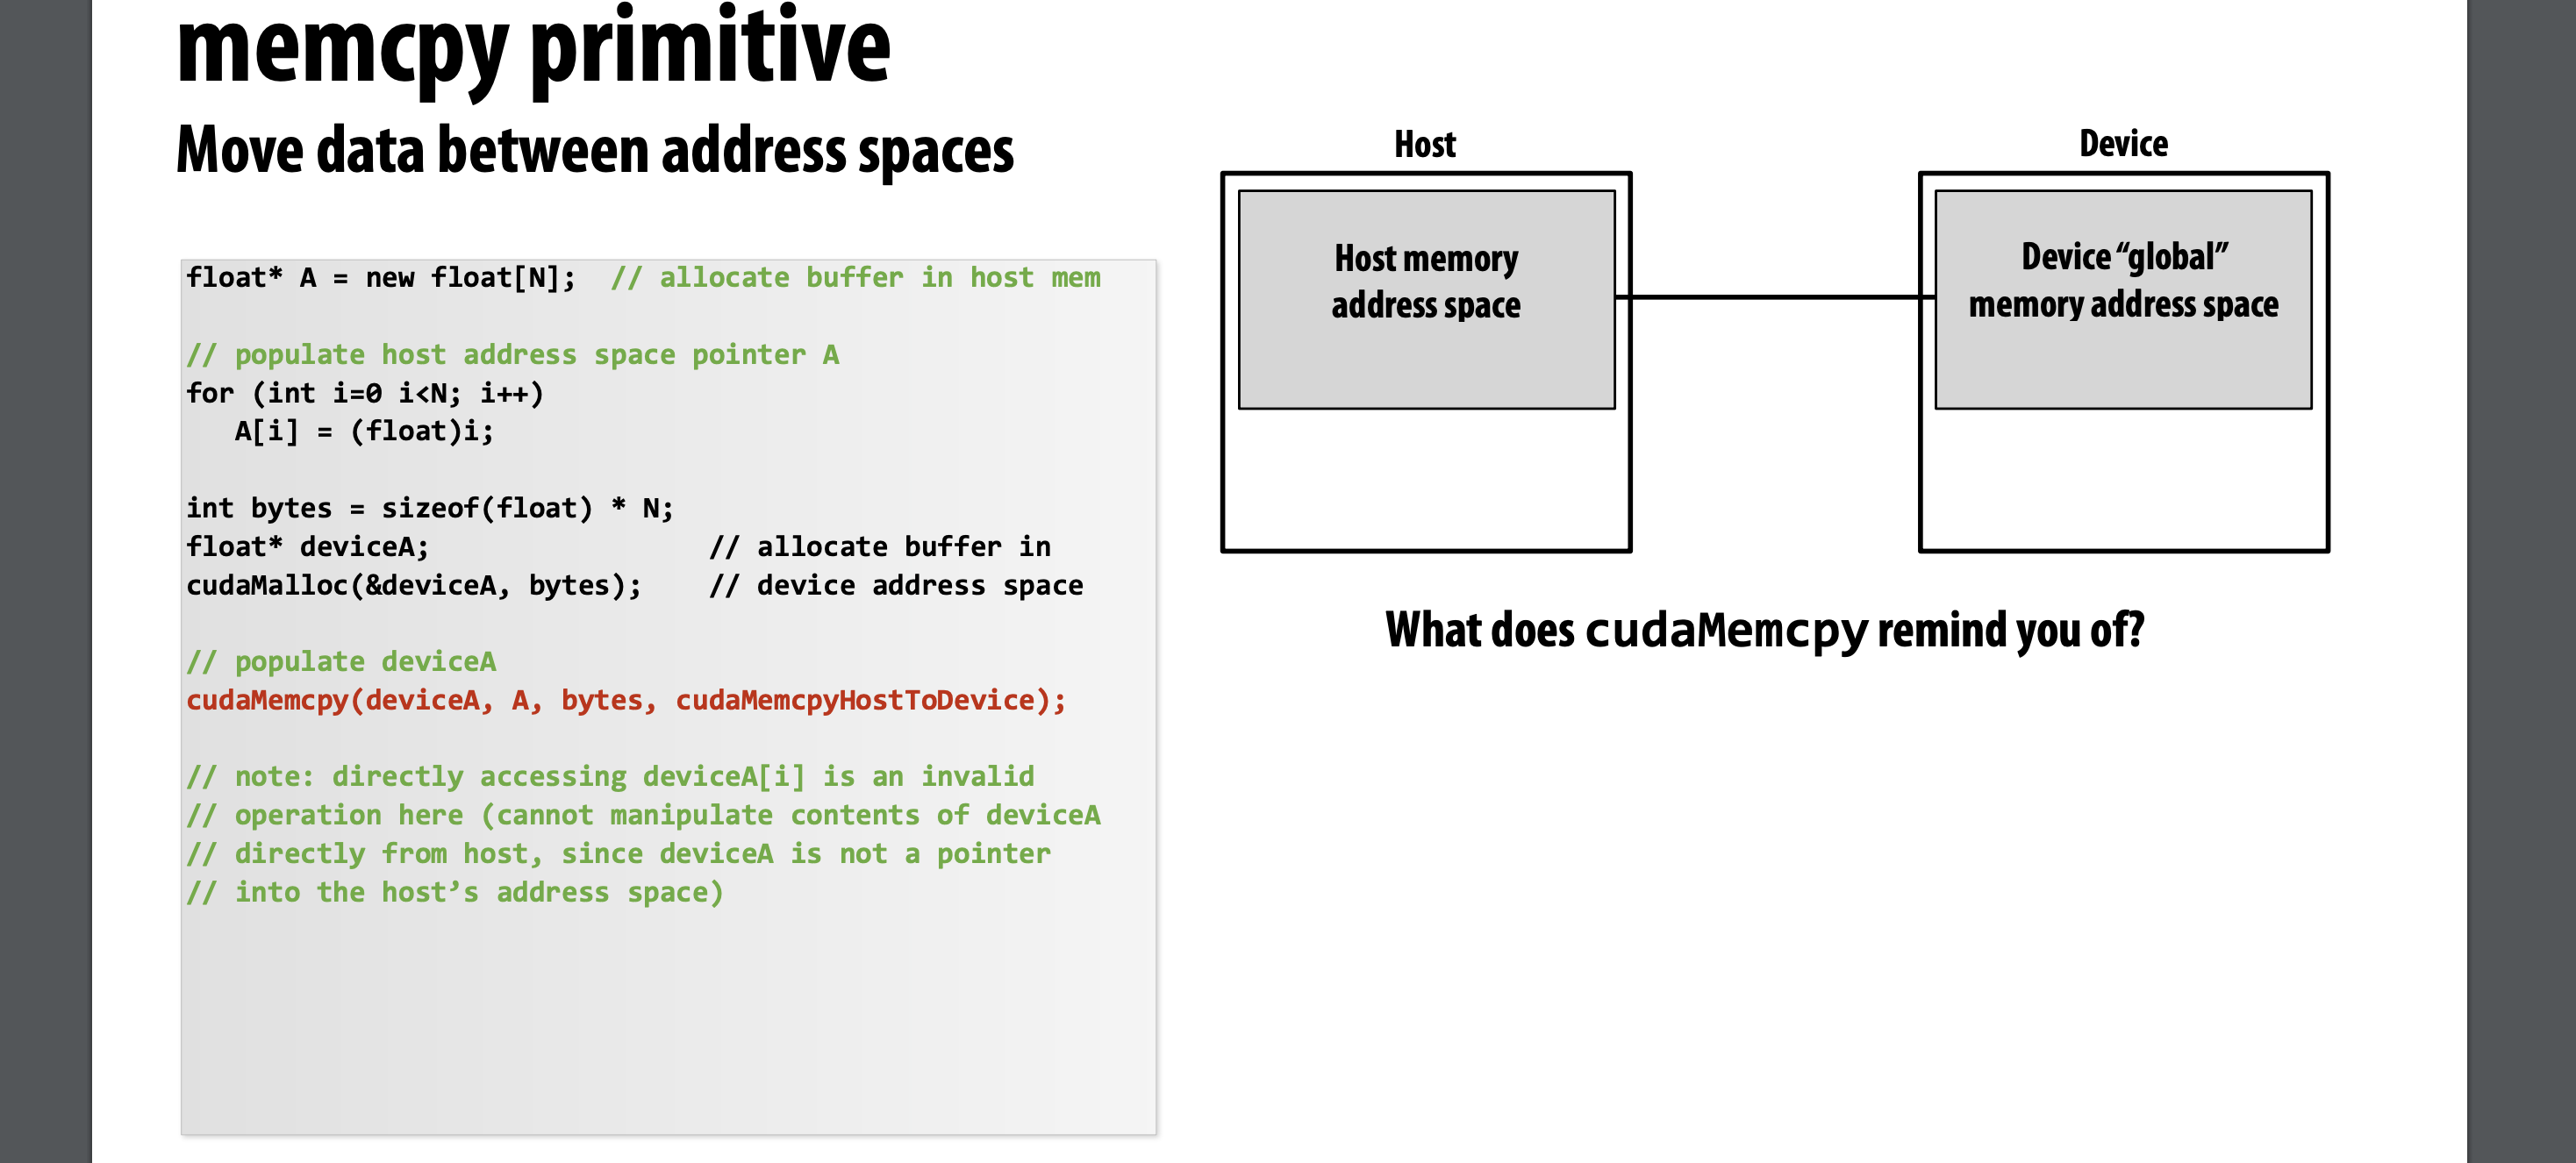 memcpy primitive
Move data between address spaces
float* A = new float[N];  // allocate buffer in host mem
// populate host address space pointer A
for (int i=0 i<N; i++)
   A[i] = (float)i;
int bytes = sizeof(float) * N;
float* deviceA;                 // allocate buffer in
cudaMalloc(&deviceA, bytes);    // device address space
// populate deviceA
cudaMemcpy(deviceA, A, bytes, cudaMemcpyHostToDevice);
// note: directly accessing deviceA[i] is an invalid
// operation here (cannot manipulate contents of deviceA
// directly from host, since deviceA is not a pointer
// into the host’s address space)
Host
Host memory
address space
Device
Device “global”
memory address space
What does cudaMemcpy remind you of?